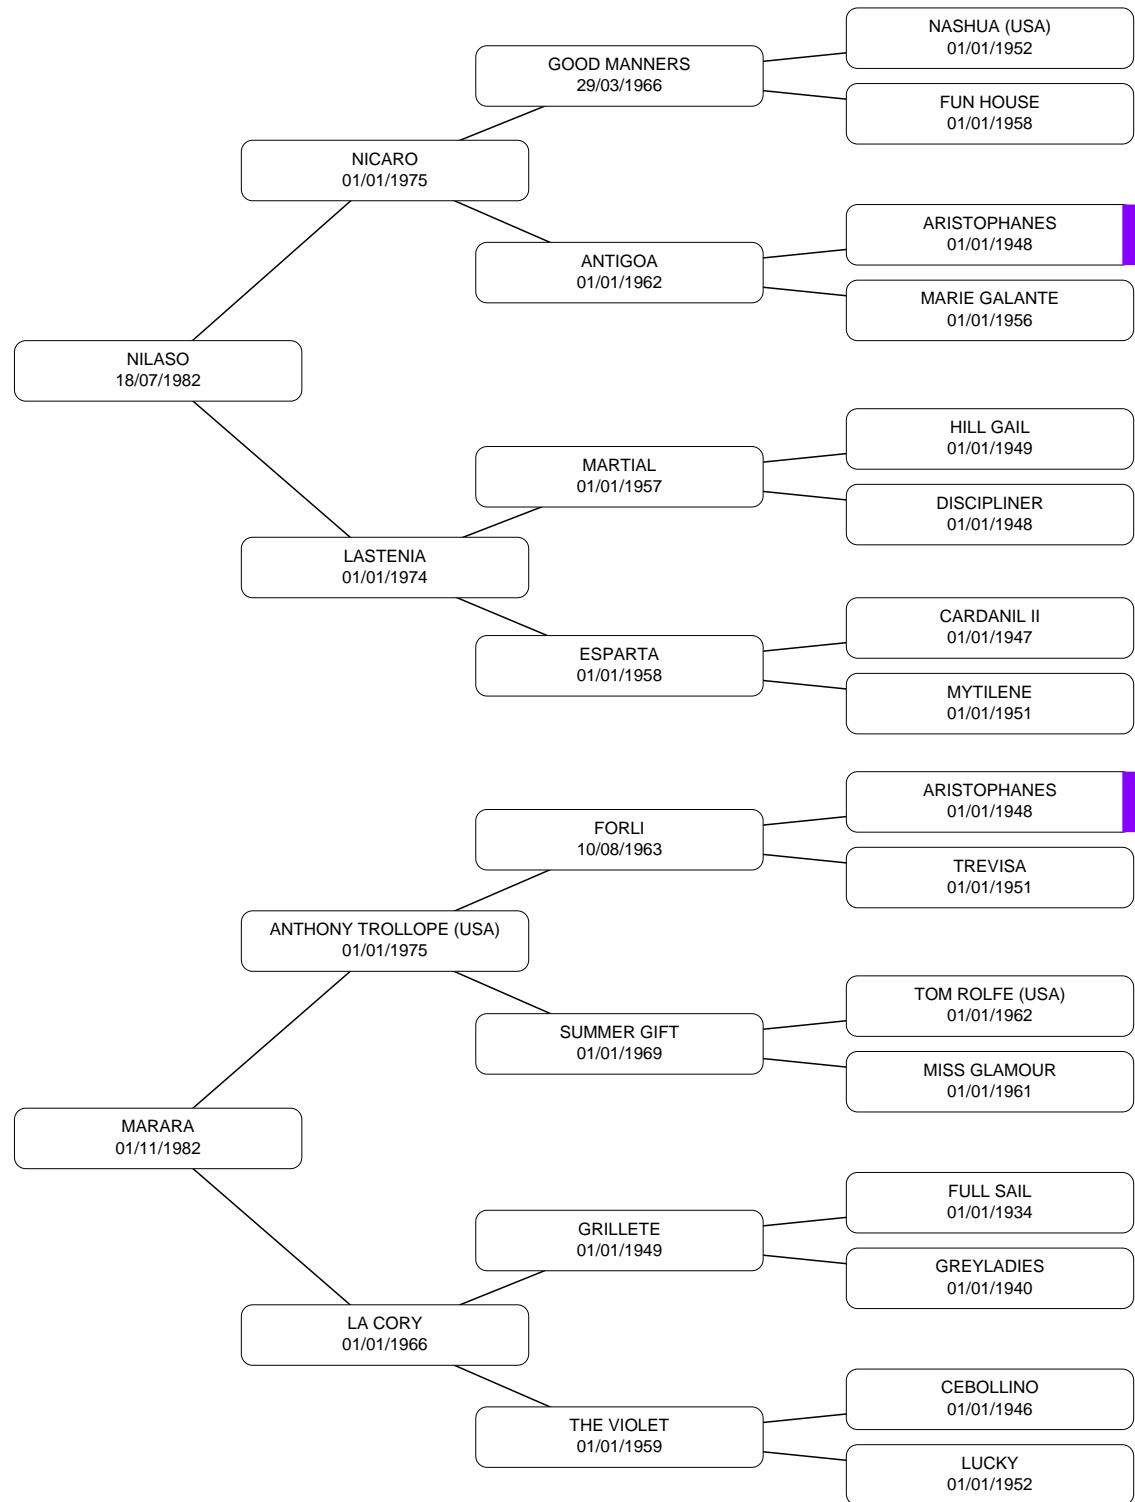 NASHUA (USA)
01/01/1952
GOOD MANNERS
29/03/1966
FUN HOUSE
01/01/1958
NICARO
01/01/1975
ARISTOPHANES
01/01/1948
ANTIGOA
01/01/1962
MARIE GALANTE
01/01/1956
NILASO
18/07/1982
HILL GAIL
01/01/1949
MARTIAL
01/01/1957
DISCIPLINER
01/01/1948
LASTENIA
01/01/1974
CARDANIL II
01/01/1947
ESPARTA
01/01/1958
MYTILENE
01/01/1951
ARISTOPHANES
01/01/1948
FORLI
10/08/1963
TREVISA
01/01/1951
ANTHONY TROLLOPE (USA)
01/01/1975
TOM ROLFE (USA)
01/01/1962
SUMMER GIFT
01/01/1969
MISS GLAMOUR
01/01/1961
MARARA
01/11/1982
FULL SAIL
01/01/1934
GRILLETE
01/01/1949
GREYLADIES
01/01/1940
LA CORY
01/01/1966
CEBOLLINO
01/01/1946
THE VIOLET
01/01/1959
LUCKY
01/01/1952